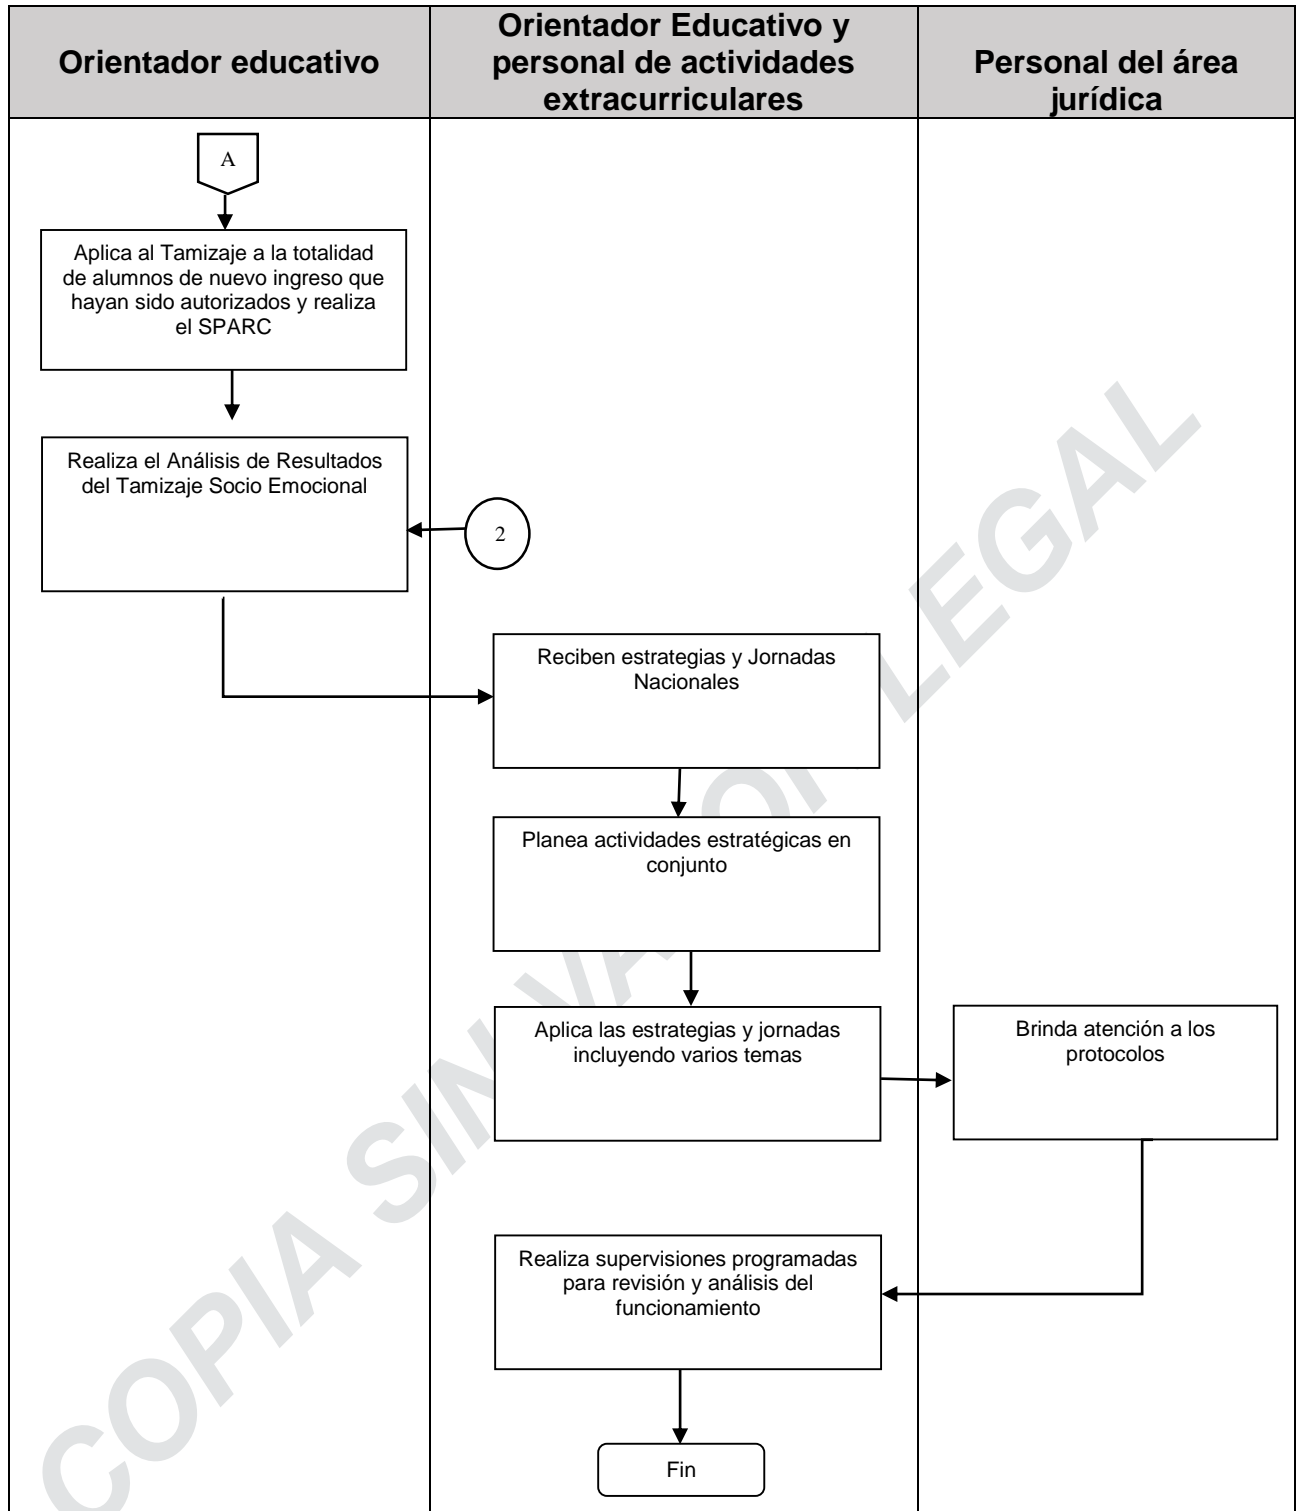 Orientador educativo
Orientador Educativo y
personal de actividades
extracurriculares
Personal del área
jurídica
A
Aplica al Tamizaje a la totalidad
de alumnos de nuevo ingreso que
hayan sido autorizados y realiza
el SPARC
Realiza el Análisis de Resultados
del Tamizaje Socio Emocional
2
Reciben estrategias y Jornadas
Nacionales
Planea actividades estratégicas en
conjunto
Aplica las estrategias y jornadas
incluyendo varios temas
Brinda atención a los
protocolos
Realiza supervisiones programadas
para revisión y análisis del
funcionamiento
Fin
COPIA SIN VALOR LEGAL